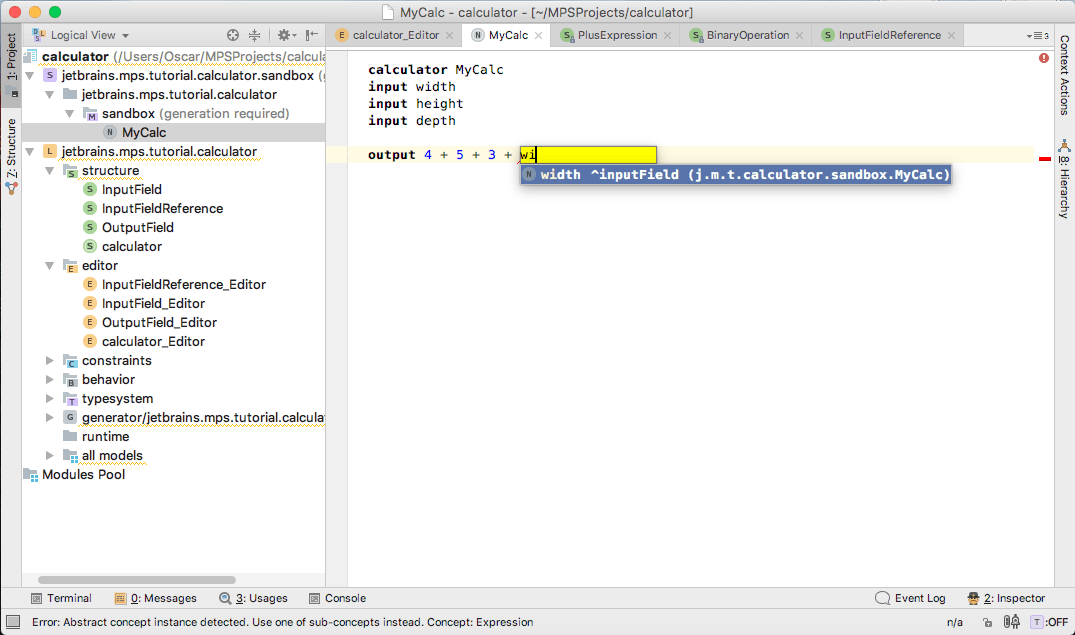 MyCalc - calculator - [~/MPSProjects/calculator]
Logical View
calculator_Editor
MyCalc
PlusExpression
BinaryOperation
InputFieldReference
3
1: Project
Z: Structure
calculator (/Users/Oscar/MPSProjects/calcula
S jetbrains.mps.tutorial.calculator.sandbox (g
jetbrains.mps.tutorial.calculator
M sandbox (generation required)
N MyCalc
L jetbrains.mps.tutorial.calculator
S structure
S InputField
S InputFieldReference
S OutputField
S calculator
E editor
E InputFieldReference_Editor
E InputField_Editor
E OutputField_Editor
E calculator_Editor
C constraints
B behavior
T typesystem
G generator/jetbrains.mps.tutorial.calculat
runtime
all models
Modules Pool
calculator MyCalc
input width
input height
input depth
output 4 + 5 + 3 + wi
N width ^inputField (j.m.t.calculator.sandbox.MyCalc)
Context Actions
8: Hierarchy
Terminal
0: Messages
3: Usages
Console
Event Log
2: Inspector
Error: Abstract concept instance detected. Use one of sub-concepts instead. Concept: Expression
n/a
T :OFF